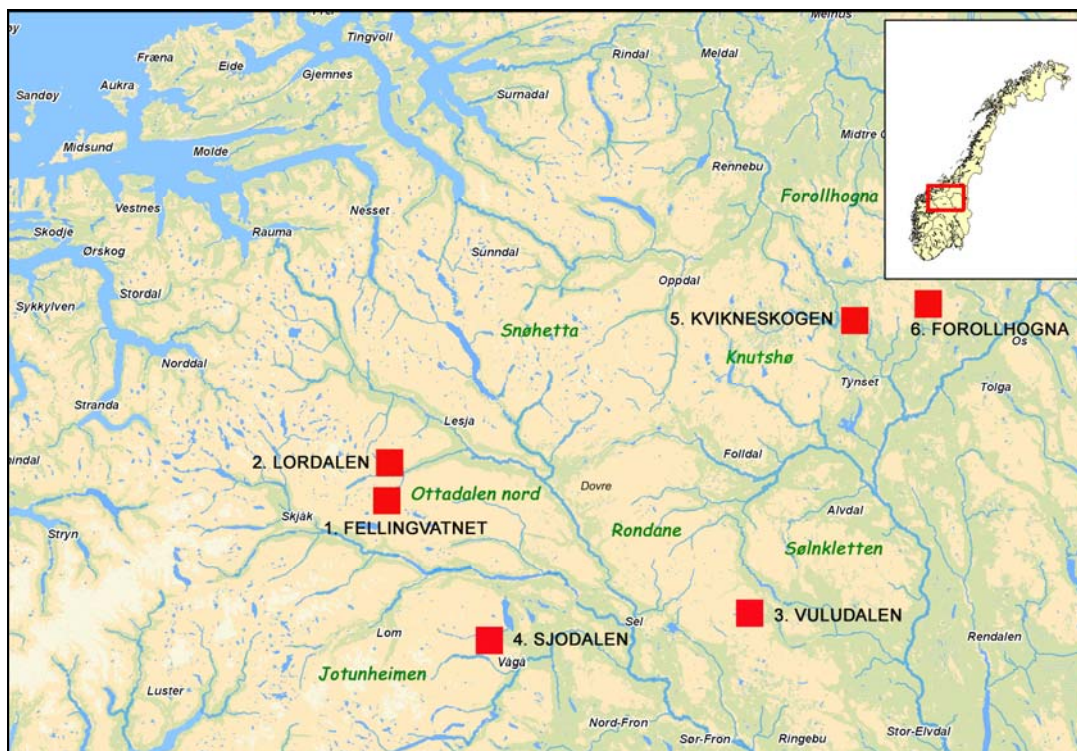 Tingvoll
Melhus
Fræna
Eide
Rindal
Meldal
Aukra
Gjemnes
Sandøy
Surnadal
Midtre G
Midsund
Molde
Rennebu
Forollhogna
Vestnes
Nesset
Skodje
Rauma
Ørskog
Sunndal
Oppdal
Stordal
Sykkylven
5. KVIKNESKOGEN
6. FOROLLHOGNA
Snøhetta
Os
Knutshø
Norddal
Tynset
Tolga
Stranda
Lesja
2. LORDALEN
Folldal
Ottadalen nord
Dovre
Skjåk
1. FELLINGVATNET
Rondane
Alvdal
Stryn
Sølnkletten
3. VULUDALEN
Sel
Lom
4. SJODALEN
Rendalen
Vågå
Jotunheimen
Luster
Nord-Fron
Stor-Elvdal
Sør-Fron
Ringebu